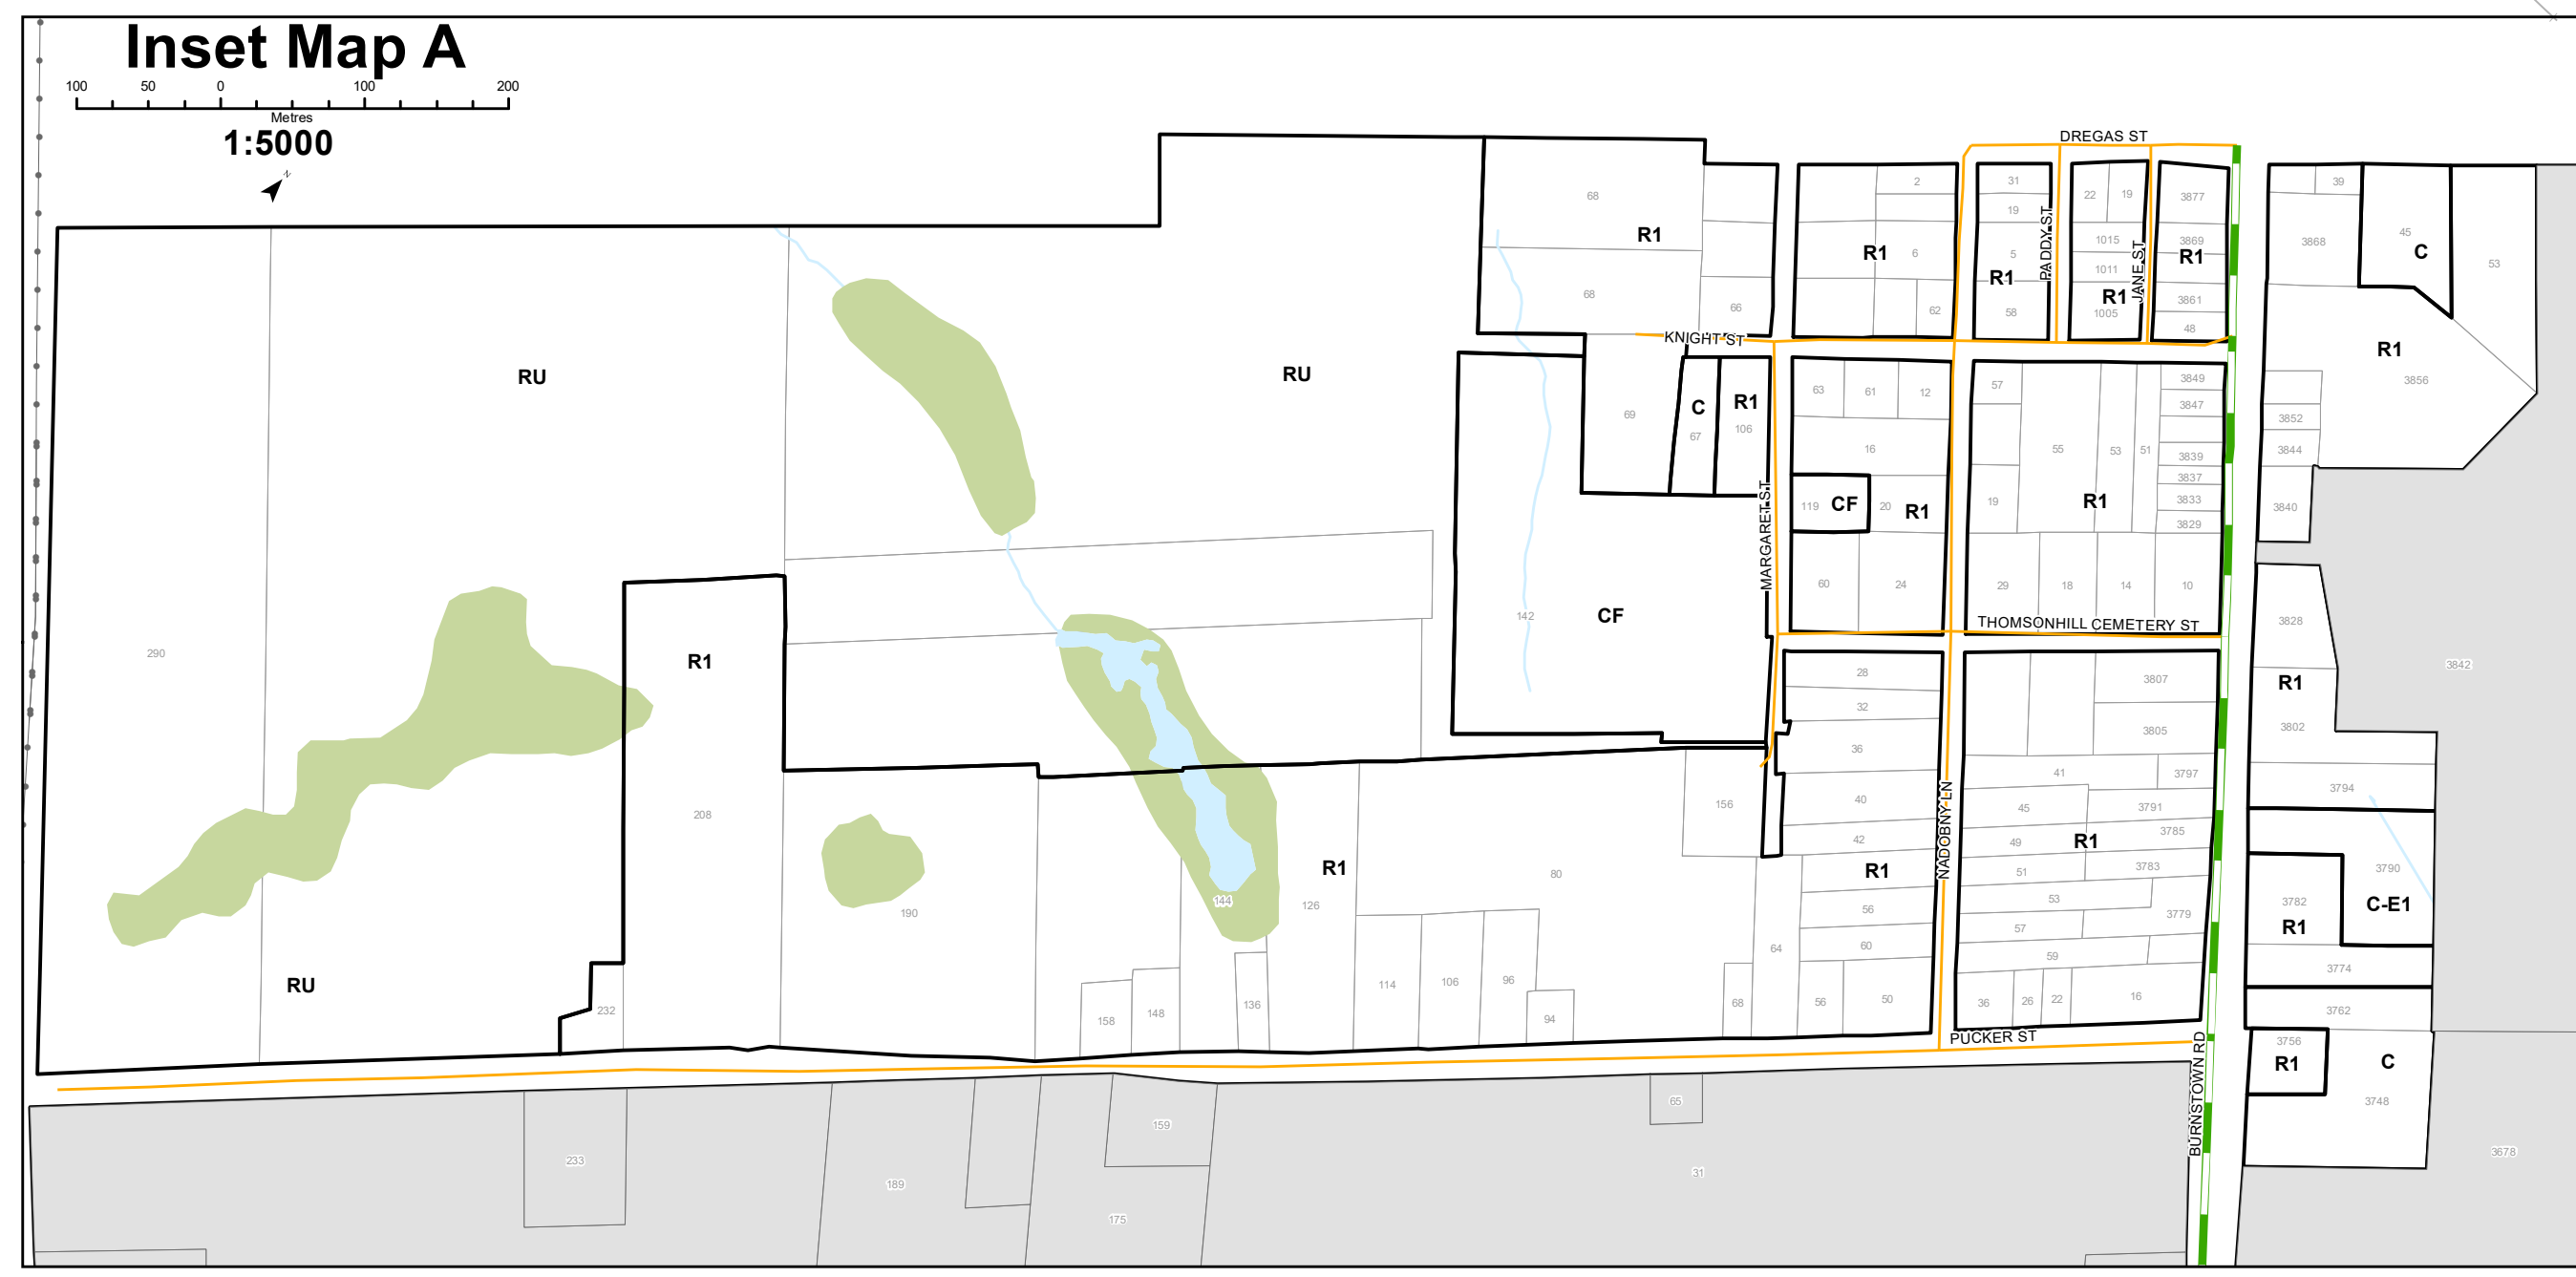 Inset Map A
100 50 0 100 200
Metres
1:5000
N
DREGAS ST
68
R1
68
66
2
R1
6
62
31
19
5
R1
58
PADDY ST
22 19
1015
1011
R1
1005
JANE ST
3877
3869
R1
3861
48
39
3868
45
C
53
R1
3856
3852
3844
3840
KNIGHT ST
RU
RU
69
C
67
R1
106
MARGARET ST
63 61 12
16
119 CF
20 R1
60 24
57
55 53 51
19
R1
3849
3847
3839
3837
3833
3829
29 18 14 10
THOMSONHILL CEMETERY ST
142
CF
290
R1
208
RU
232
190
144
R1
126
158 148
136
80
114 106 96
94
156
64
68
28
32
36
40
42
R1
56
60
56 50
NADOBNY LN
3807
3805
41 3797
45 3791
49 R1 3785
51 3783
53
57 3779
59
36 26 22 16
PUCKER ST
BURNSTOWN RD
3828
R1
3802
3794
3842
3790
C-E1
3782
R1
3774
3762
3756
R1
C
3748
3678
233
189
175
159
65
31